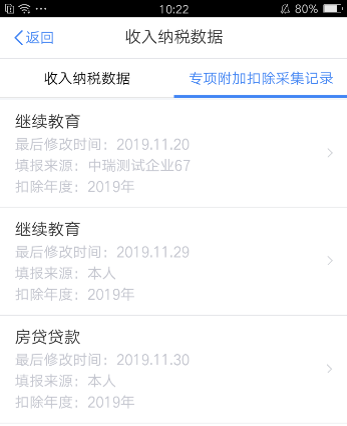 10:22
80%
返回
收入纳税数据
收入纳税数据
专项附加扣除采集记录
继续教育
最后修改时间：2019.11.20
填报来源：中瑞测试企业67
扣除年度：2019年
继续教育
最后修改时间：2019.11.29
填报来源：本人
扣除年度：2019年
房贷贷款
最后修改时间：2019.11.30
填报来源：本人
扣除年度：2019年